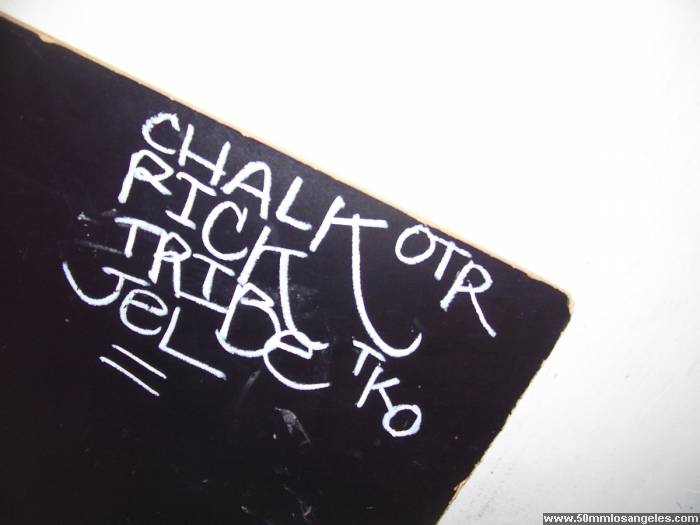 CHALK OTR
RICK
TRIBE TKO
JEL
www.50mmlosangeles.com